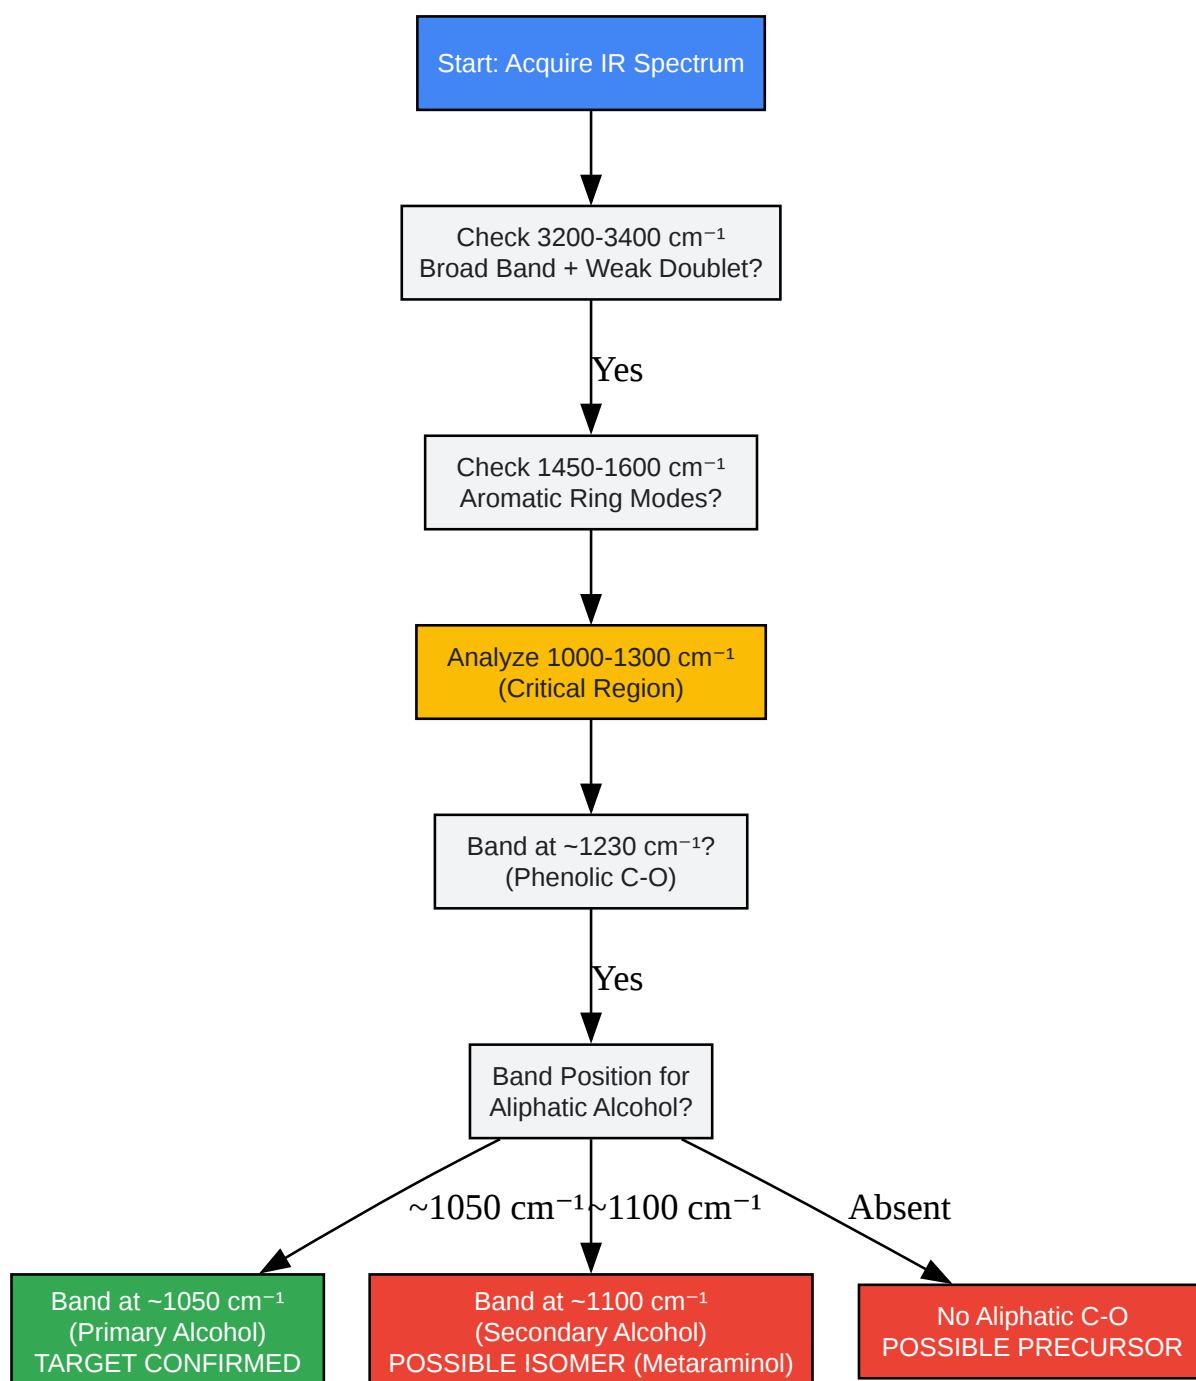 Start: Acquire IR Spectrum
Check 3200-3400 cm⁻¹
Broad Band + Weak Doublet?
Yes
Check 1450-1600 cm⁻¹
Aromatic Ring Modes?
Analyze 1000-1300 cm⁻¹
(Critical Region)
Band at ~1230 cm⁻¹?
(Phenolic C-O)
Yes
Band Position for
Aliphatic Alcohol?
~1050 cm⁻¹
~1100 cm⁻¹
Absent
Band at ~1050 cm⁻¹
(Primary Alcohol)
TARGET CONFIRMED
Band at ~1100 cm⁻¹
(Secondary Alcohol)
POSSIBLE ISOMER (Metaraminol)
No Aliphatic C-O
POSSIBLE PRECURSOR